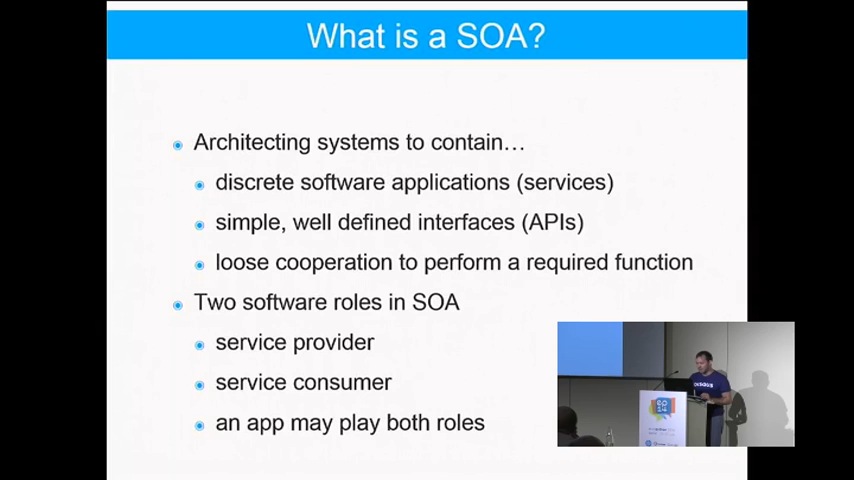 What is a SOA?
Architecting systems to contain…
discrete software applications (services)
simple, well defined interfaces (APIs)
loose cooperation to perform a required function
Two software roles in SOA
service provider
service consumer
an app may play both roles